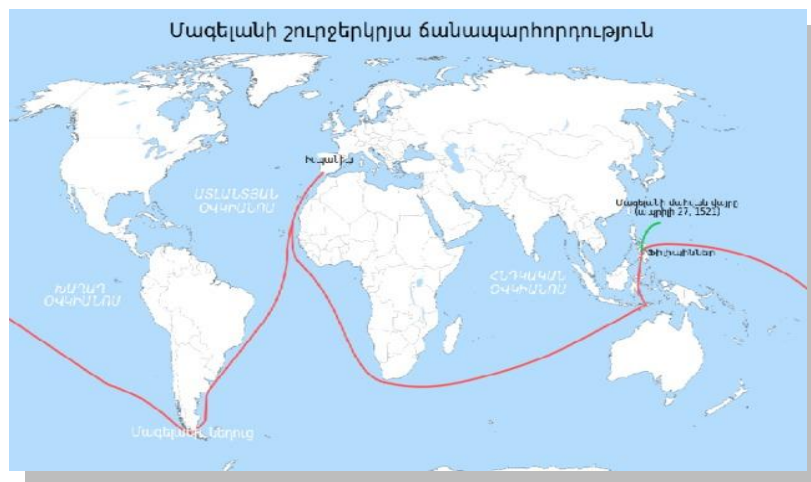 Մագելանի շուրջերկրյա ճանապարհորդություն
Իսպանիա
ԱՏԼԱՆՏՅԱՆ
ՕՎԿԻԱՆՈՍ
Մագելանի մահվան վայրը
(ապրիլի 27, 1521)
Ֆիլիպիններ
ԽԱՂԱՂ
ՕՎԿԻԱՆՈՍ
ՀՆԴԿԱԿԱՆ
ՕՎԿԻԱՆՈՍ
Մագելանի նեղուց